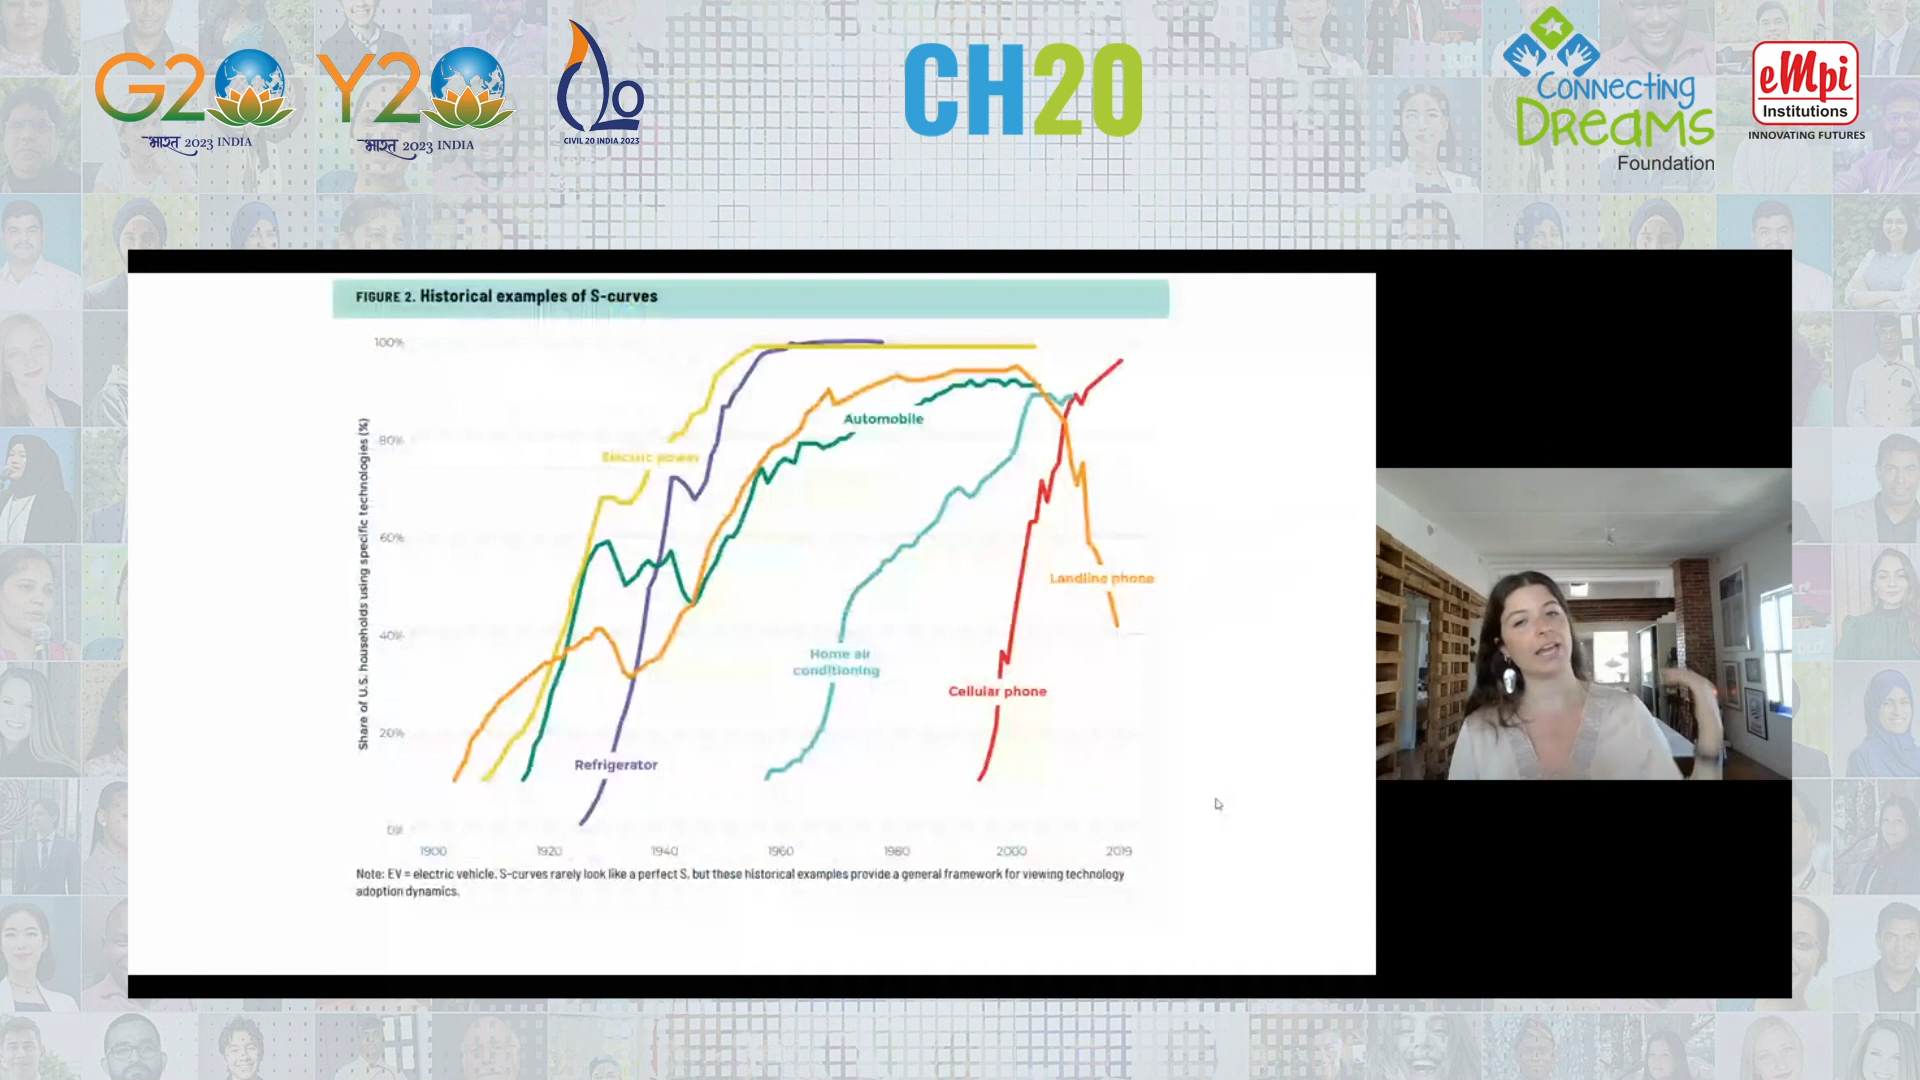 G20
भारत 2023 INDIA
Y20
भारत 2023 INDIA
C20
CIVIL 20 INDIA 2023
CH20
Connecting
Dreams
Foundation
eMpi
Institutions
INNOVATING FUTURES
FIGURE 2. Historical examples of S-curves
Share of U.S. households using specific technologies (%)
100%
80%
60%
40%
20%
0%
Electric power
Automobile
Landline phone
Home air
conditioning
Cellular phone
Refrigerator
1900
1920
1940
1960
1980
2000
2019
Note: EV = electric vehicle. S-curves rarely look like a perfect S, but these historical examples provide a general framework for viewing technology
adoption dynamics.